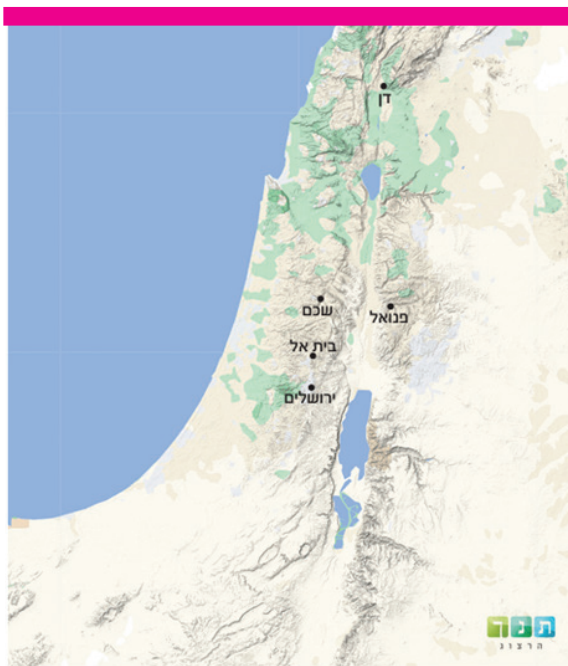 דן
שכם
פנואל
בית אל
ירושלים
תנך
הרצוג